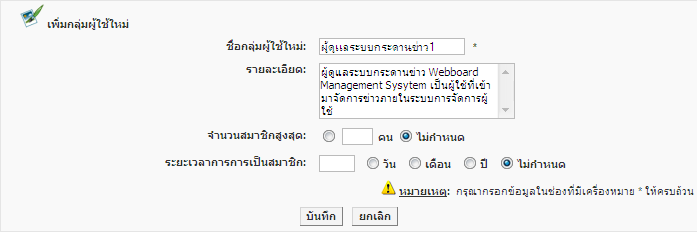 เพิ่มกลุ่มผู้ใช้ใหม่
ชื่อกลุ่มผู้ใช้ใหม่: ผู้ดูแลระบบกระดานข่าว1 *
รายละเอียด: ผู้ดูแลระบบกระดานข่าว Webboard
Management Sysytem เป็นผู้ใช้ที่เข้า
มาจัดการข่าวภายในระบบการจัดการผู้
ใช้
จำนวนสมาชิกสูงสุด: คน ไม่กำหนด
ระยะเวลาการการเป็นสมาชิก: วัน เดือน ปี ไม่กำหนด
หมายเหตุ: กรุณากรอกข้อมูลในช่องที่มีเครื่องหมาย * ให้ครบถ้วน
บันทึก ยกเลิก